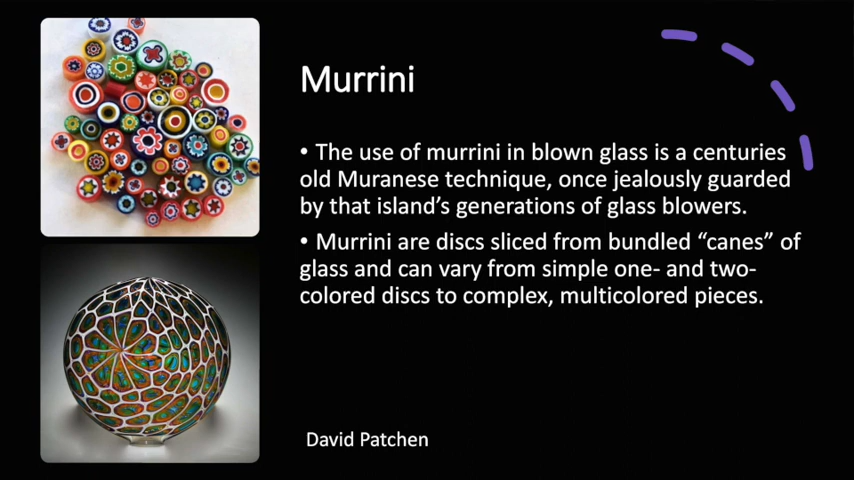 Murrini
• The use of murrini in blown glass is a centuries
old Muranese technique, once jealously guarded
by that island’s generations of glass blowers.
• Murrini are discs sliced from bundled “canes” of
glass and can vary from simple one- and two-
colored discs to complex, multicolored pieces.
David Patchen